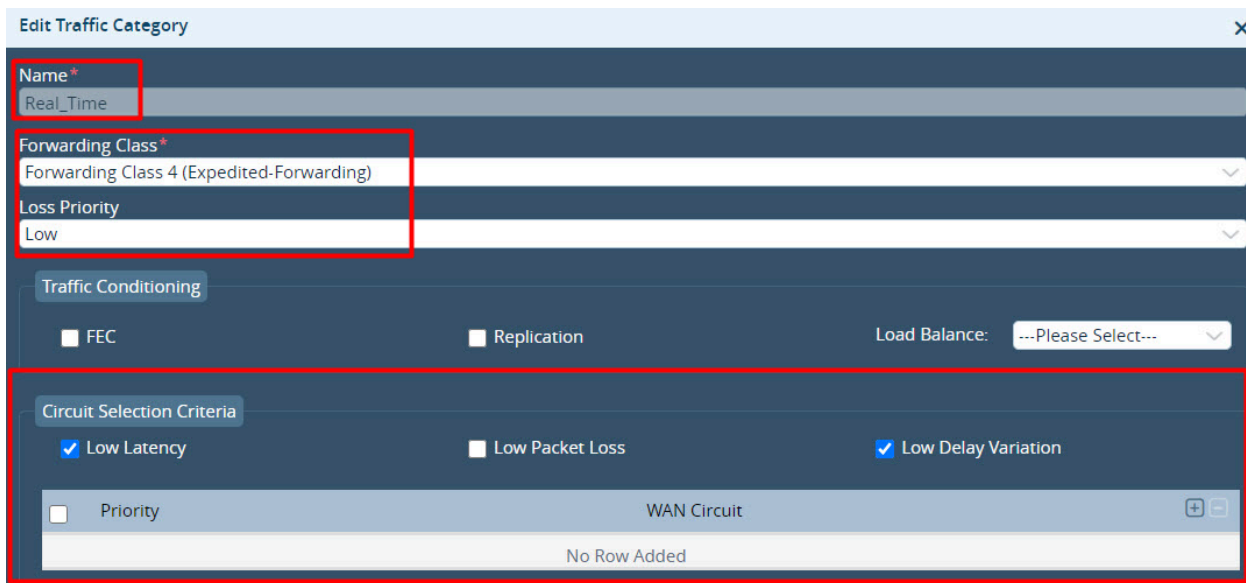 Edit Traffic Category
Name*
Real_Time
Forwarding Class*
Forwarding Class 4 (Expedited-Forwarding)
Loss Priority
Low
Traffic Conditioning
FEC Replication Load Balance: ---Please Select---
Circuit Selection Criteria
Low Latency Low Packet Loss Low Delay Variation
Priority WAN Circuit
No Row Added